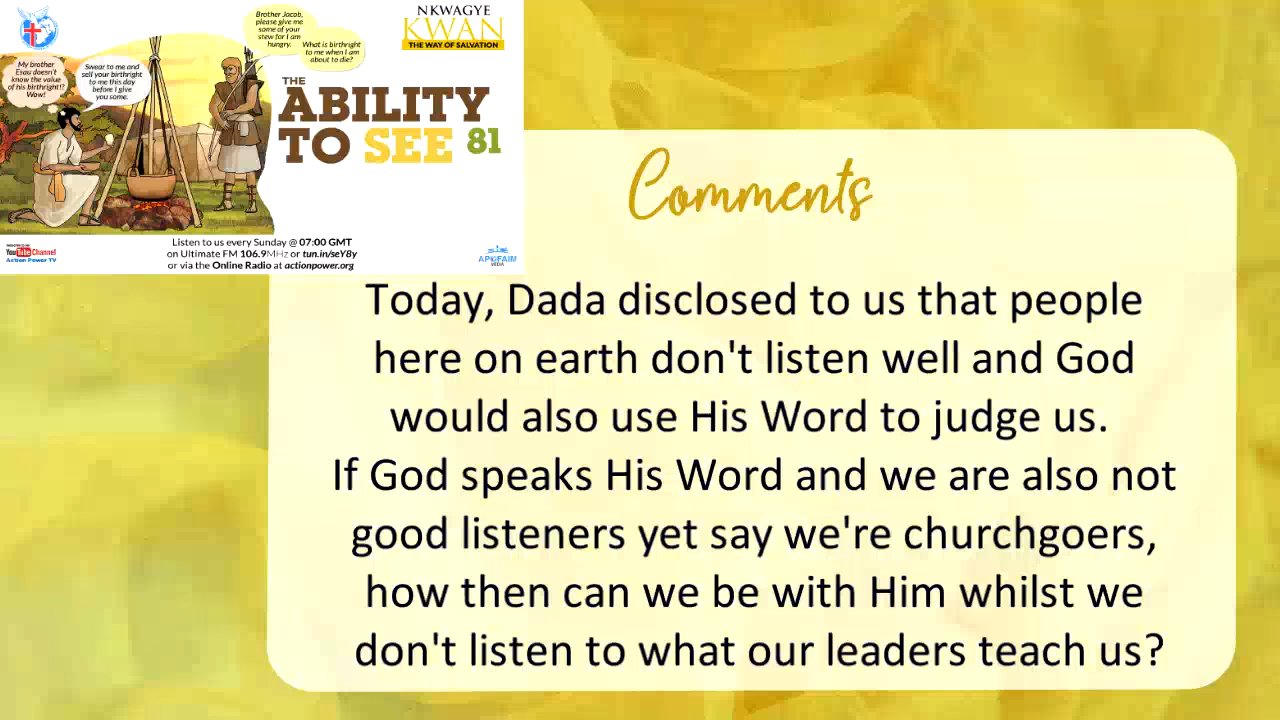 Brother Jacob,
please give me
some of your
stew for I am
hungry.
What is birthright
to me when I am
about to die?
My brother
Esau doesn't
know the value
of his birthright!?
Wow!
Swear to me and
sell your birthright
to me this day
before I give
you some.
NKWAGYE
KWAN
THE WAY OF SALVATION
THE
ABILITY
TO SEE 81
Listen to us every Sunday @ 07:00 GMT
on Ultimate FM 106.9MHz or tun.in/seY8y
or via the Online Radio at actionpower.org
YouTube Channel
Action Power TV
APOFAIM
MEDIA
Comments
Today, Dada disclosed to us that people
here on earth don't listen well and God
would also use His Word to judge us.
If God speaks His Word and we are also not
good listeners yet say we're churchgoers,
how then can we be with Him whilst we
don't listen to what our leaders teach us?